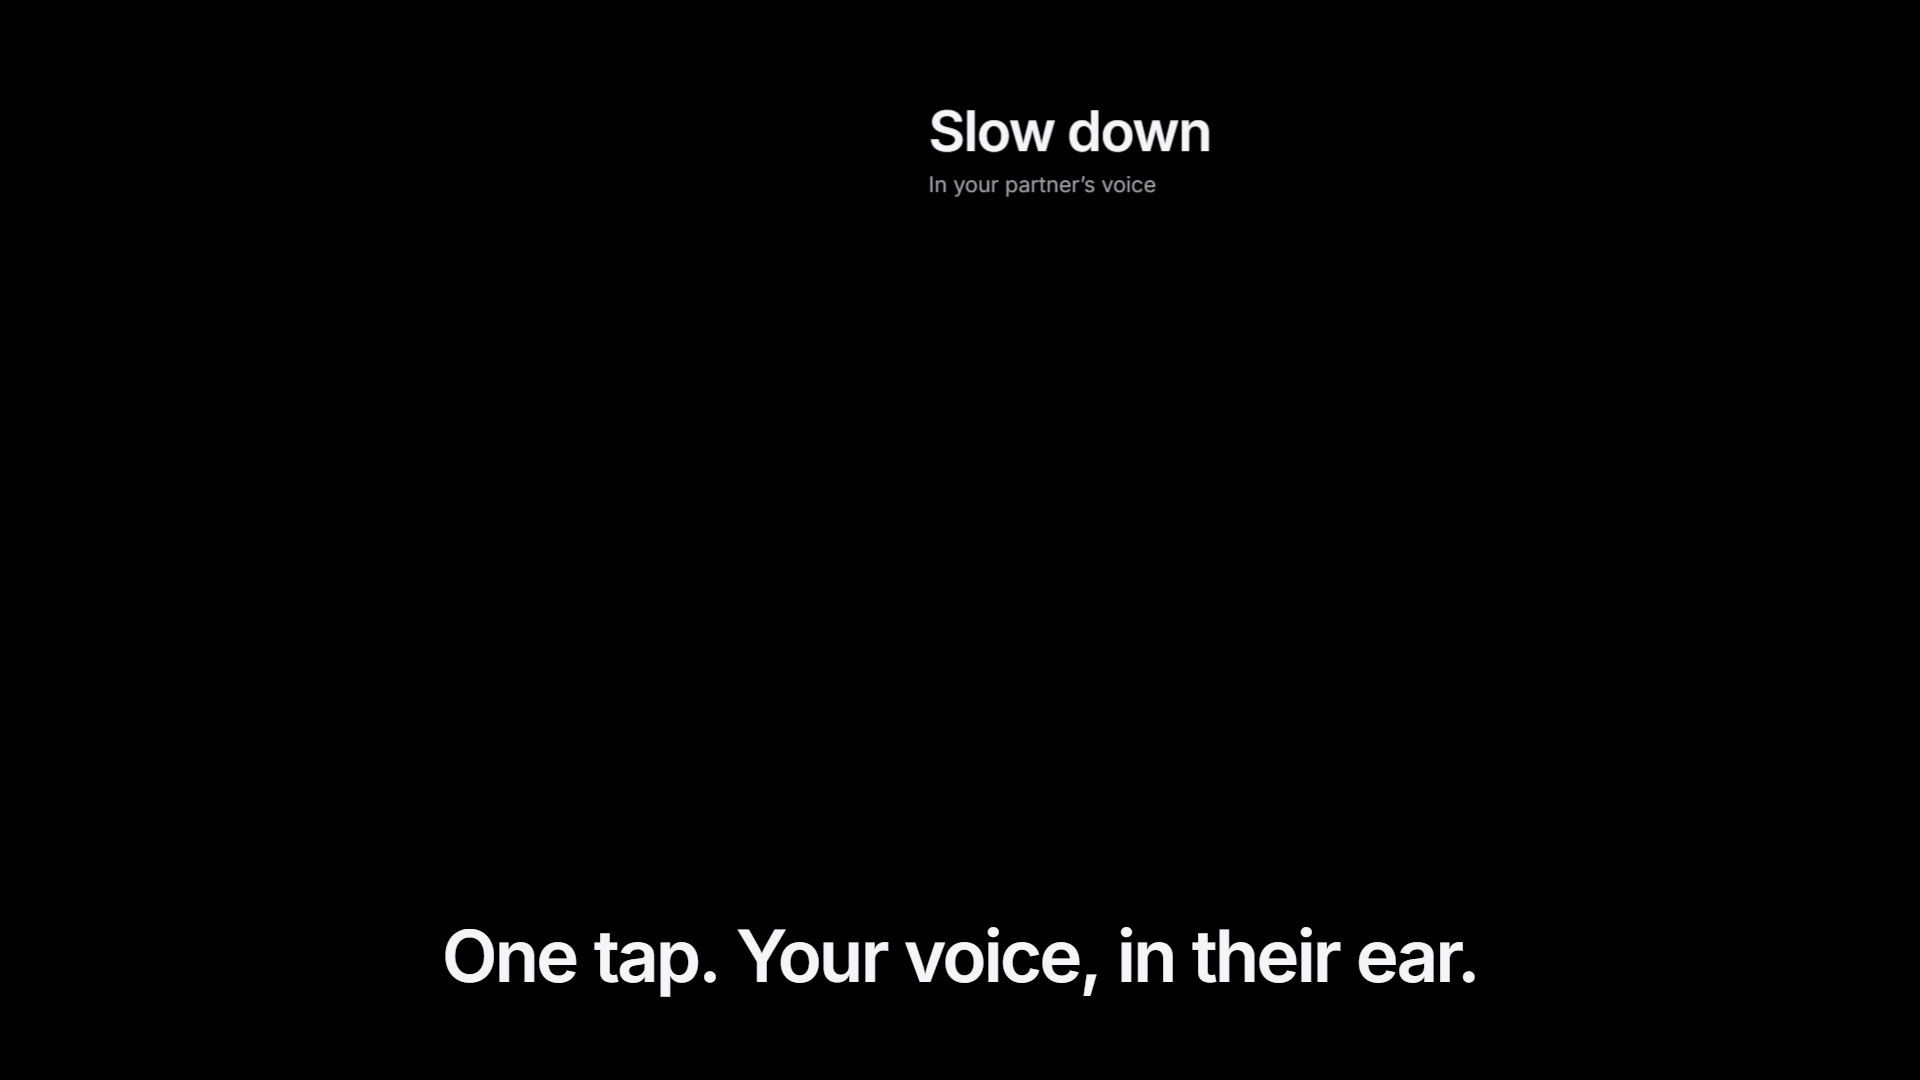 Slow down
In your partner’s voice
One tap. Your voice, in their ear.